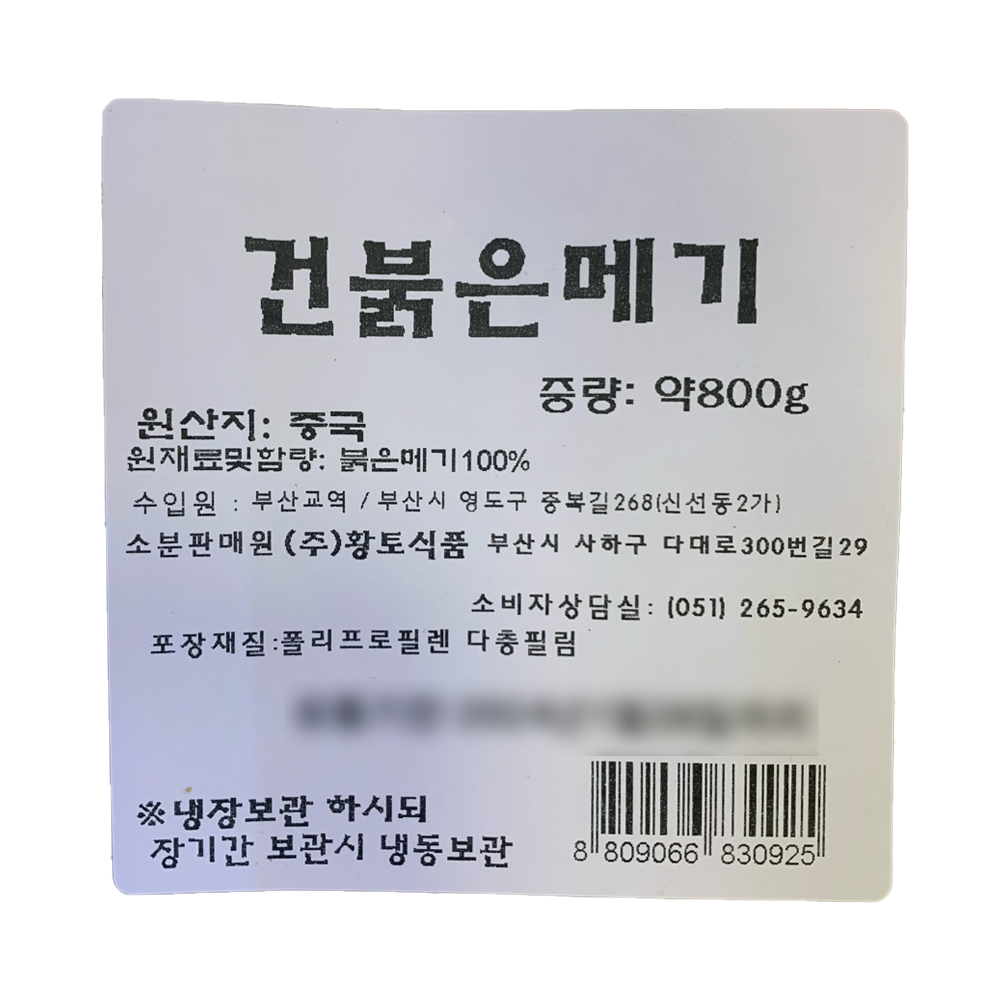 건붉은메기
중량: 약800g
원산지: 중국
원재료및함량: 붉은메기100%
수입원 : 부산교역 / 부산시 영도구 중복길268(신선동2가)
소분판매원 (주)황토식품 부산시 사하구 다대로300번길29
소비자상담실: (051) 265-9634
포장재질:폴리프로필렌 다층필림
※냉장보관 하시되
장기간 보관시 냉동보관
8 809066 830925